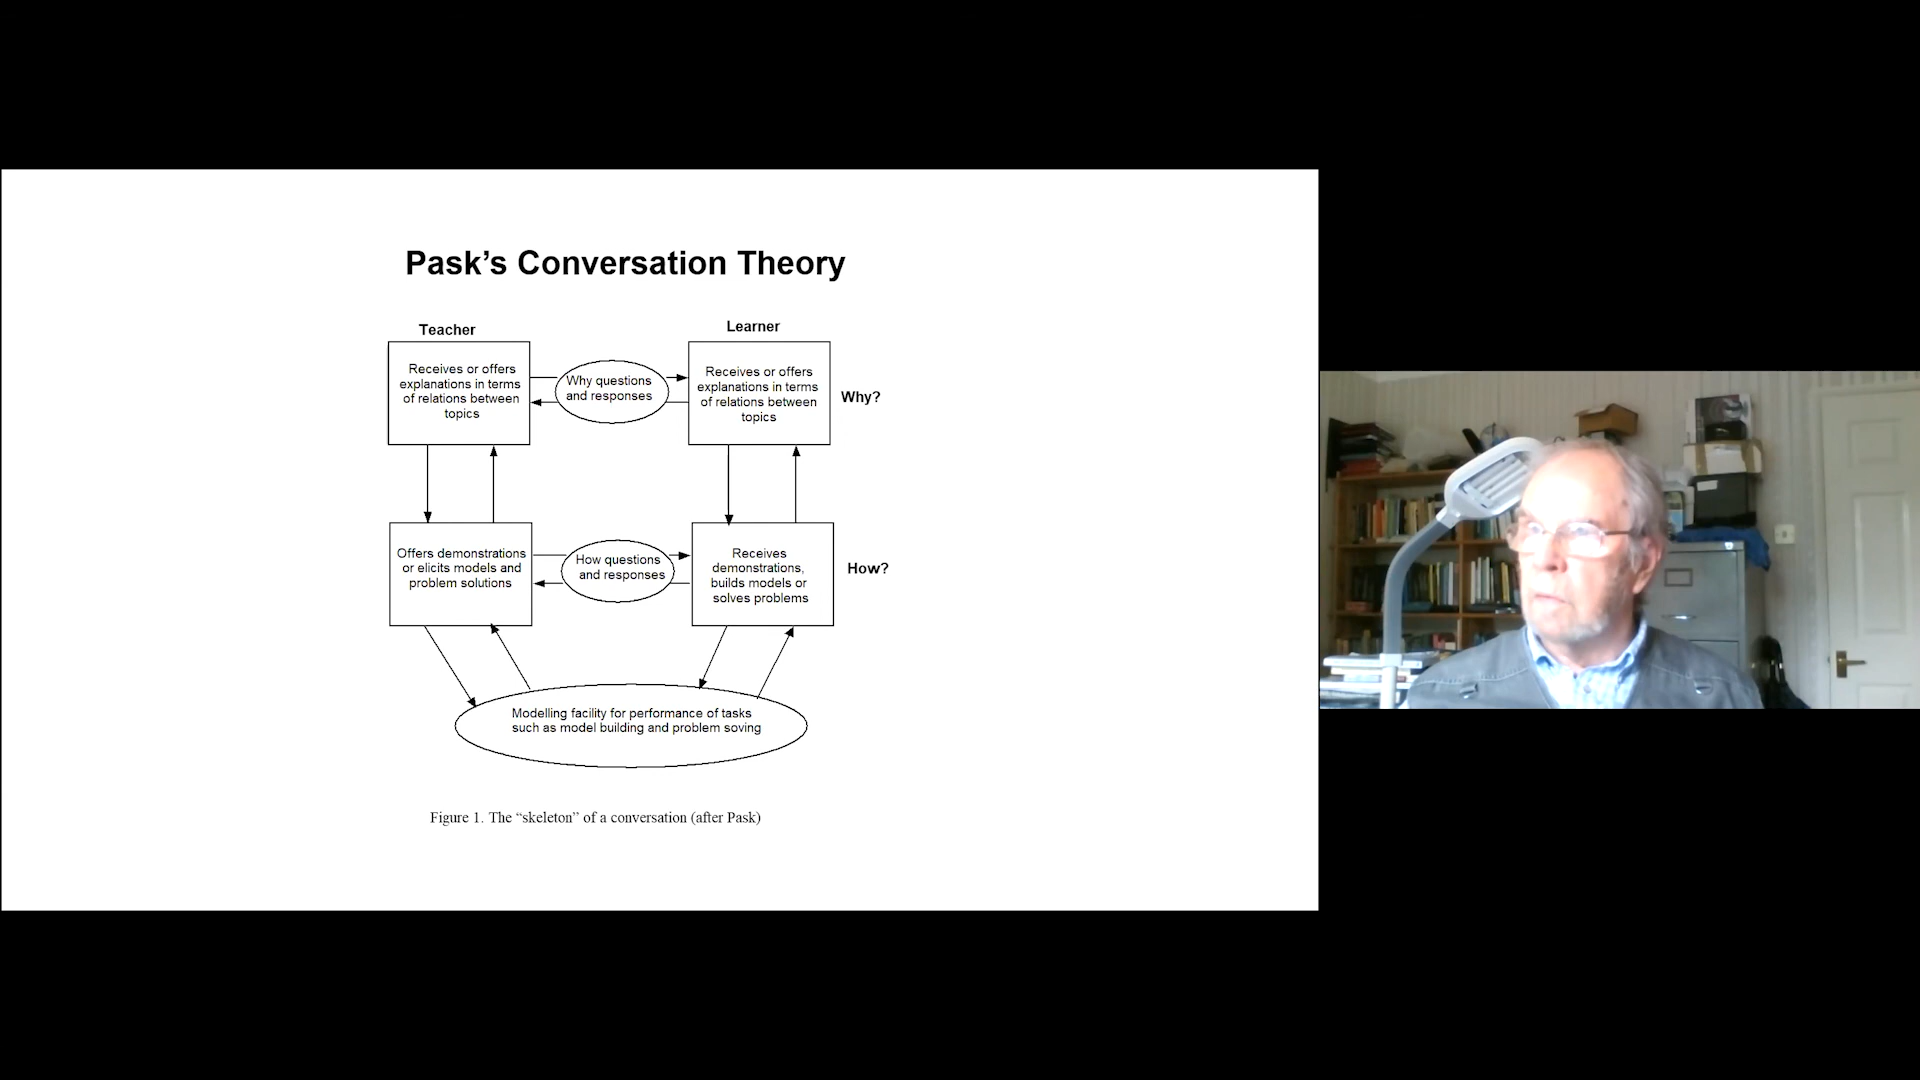 Pask’s Conversation Theory
Teacher
Learner
Receives or offers
explanations in terms
of relations between
topics
Why questions
and responses
Receives or offers
explanations in terms
of relations between
topics
Why?
Offers demonstrations
or elicits models and
problem solutions
How questions
and responses
Receives
demonstrations,
builds models or
solves problems
How?
Modelling facility for performance of tasks
such as model building and problem soving
Figure 1. The “skeleton” of a conversation (after Pask)